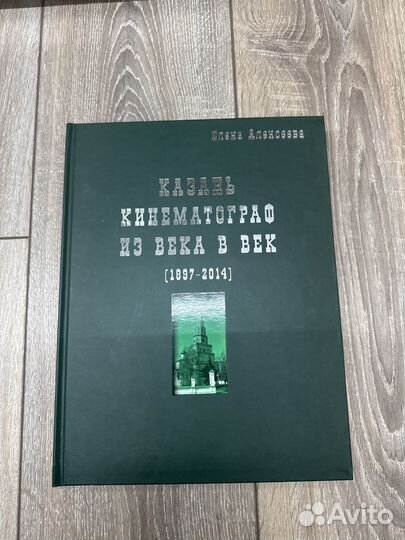 Елена Алексеева
КАЗАНЬ
КИНЕМАТОГРАФ
ИЗ ВЕКА В ВЕК
(1897-2014)
Avito